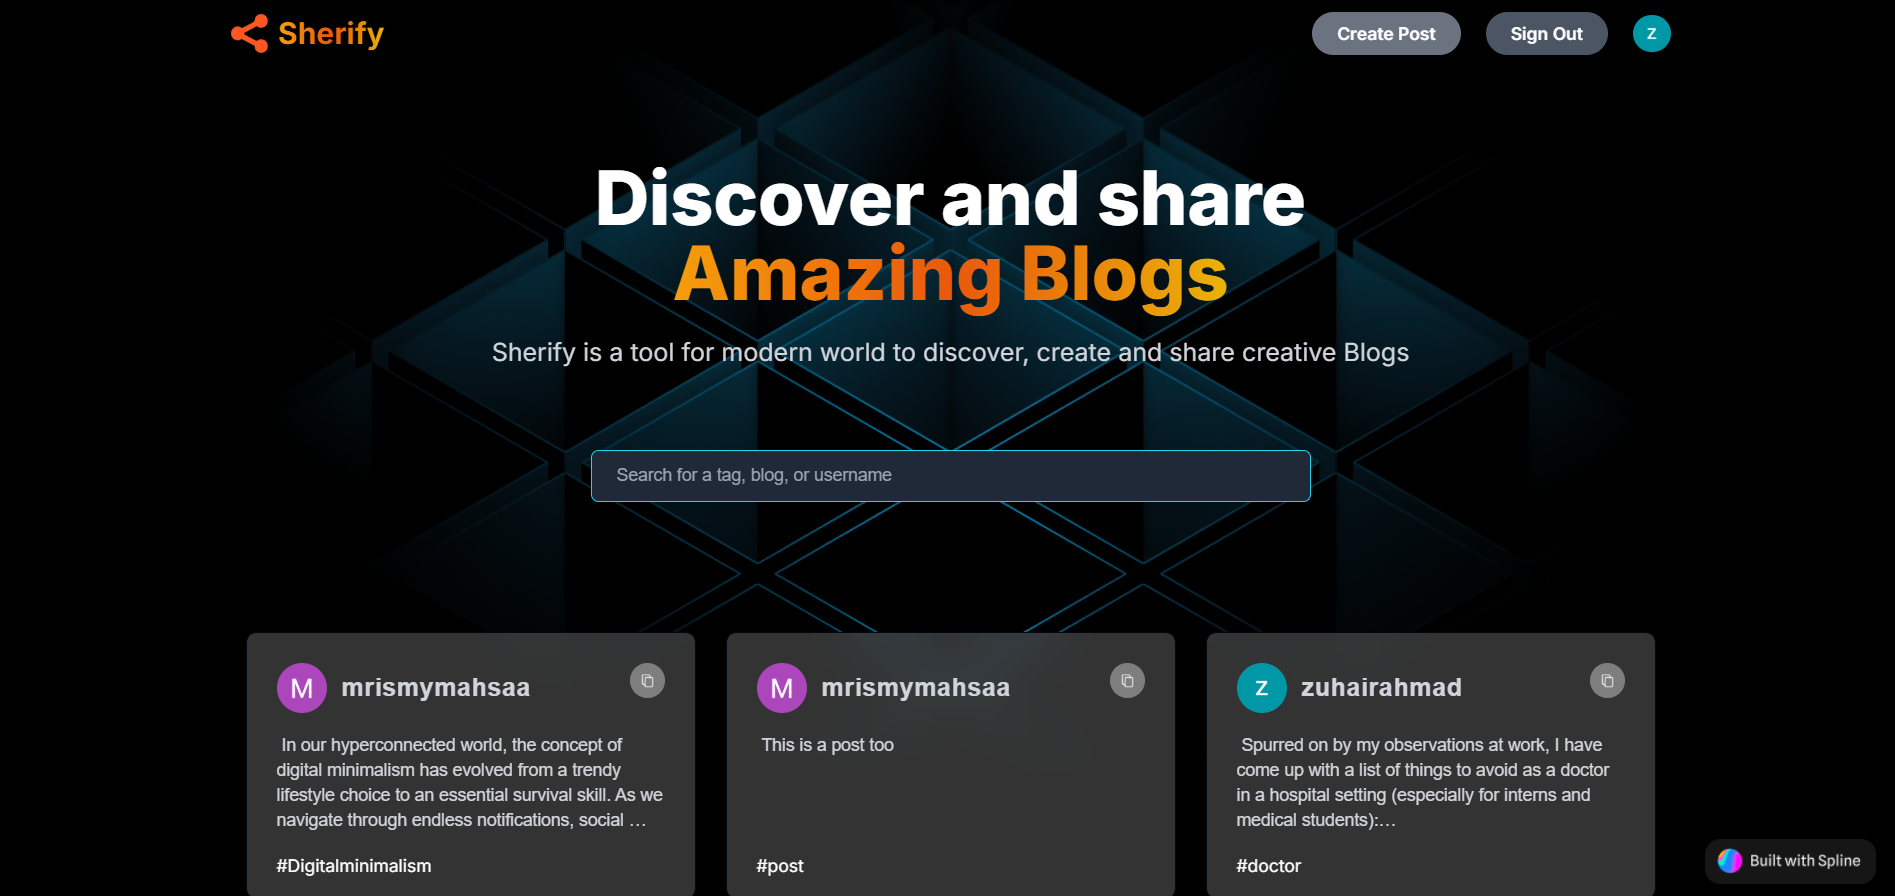 Sherify
Create Post
Sign Out
Z
Discover and share
Amazing Blogs
Sherify is a tool for modern world to discover, create and share creative Blogs
Search for a tag, blog, or username
M
mrismymahsaa
In our hyperconnected world, the concept of
digital minimalism has evolved from a trendy
lifestyle choice to an essential survival skill. As we
navigate through endless notifications, social …
#Digitalminimalism
M
mrismymahsaa
This is a post too
#post
Z
zuhairahmad
Spurred on by my observations at work, I have
come up with a list of things to avoid as a doctor
in a hospital setting (especially for interns and
medical students):…
#doctor
Built with Spline